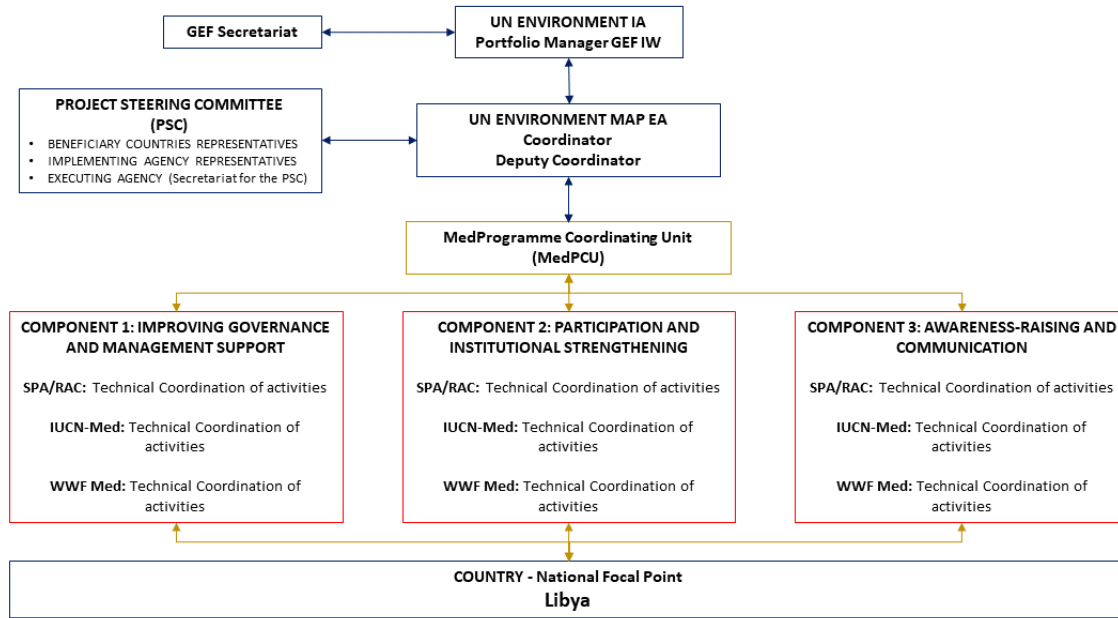 GEF Secretariat
UN ENVIRONMENT IA
Portfolio Manager GEF IW
PROJECT STEERING COMMITTEE
(PSC)
• BENEFICIARY COUNTRIES REPRESENTATIVES
• IMPLEMENTING AGENCY REPRESENTATIVES
• EXECUTING AGENCY (Secretariat for the PSC)
UN ENVIRONMENT MAP EA
Coordinator
Deputy Coordinator
MedProgramme Coordinating Unit
(MedPCU)
COMPONENT 1: IMPROVING GOVERNANCE
AND MANAGEMENT SUPPORT
SPA/RAC: Technical Coordination of activities
IUCN-Med: Technical Coordination of
activities
WWF Med: Technical Coordination of
activities
COMPONENT 2: PARTICIPATION AND
INSTITUTIONAL STRENGTHENING
SPA/RAC: Technical Coordination of activities
IUCN-Med: Technical Coordination of
activities
WWF Med: Technical Coordination of
activities
COMPONENT 3: AWARENESS-RAISING AND
COMMUNICATION
SPA/RAC: Technical Coordination of activities
IUCN-Med: Technical Coordination of
activities
WWF Med: Technical Coordination of
activities
COUNTRY - National Focal Point
Libya